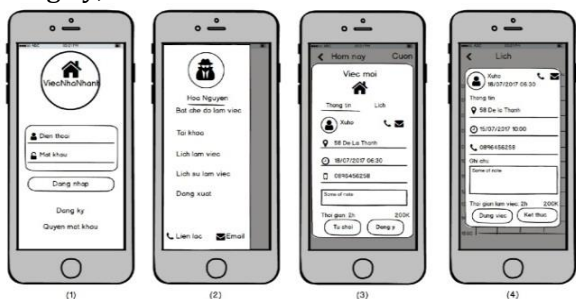 ViecNhaNhanh
Dien thoai
Mat khau
Dang nhap
Dang ky
Quyen mat khau
(1)
Hoa Nguyen
Bat che do lam viec
Tai khoa
Lich lam viec
Lich su lam viec
Dang xuat
Lien lac
Email
(2)
Hom nay
Cuon
Viec moi
Thong tin
Lich
Xuto
58 De La Thanh
18/07/2017 06:30
0896456258
Some of note
Thoi gian: 2h
200K
Tu choi
Dong y
(3)
Lich
Xuto
18/07/2017 06:30
Thong tin
58 De la Thanh
15/07/2017 10:00
0896456258
Ghi chu
Some of note
Thoi gian lam viec: 2h
200K
Dung viec
Ket thuc
(4)